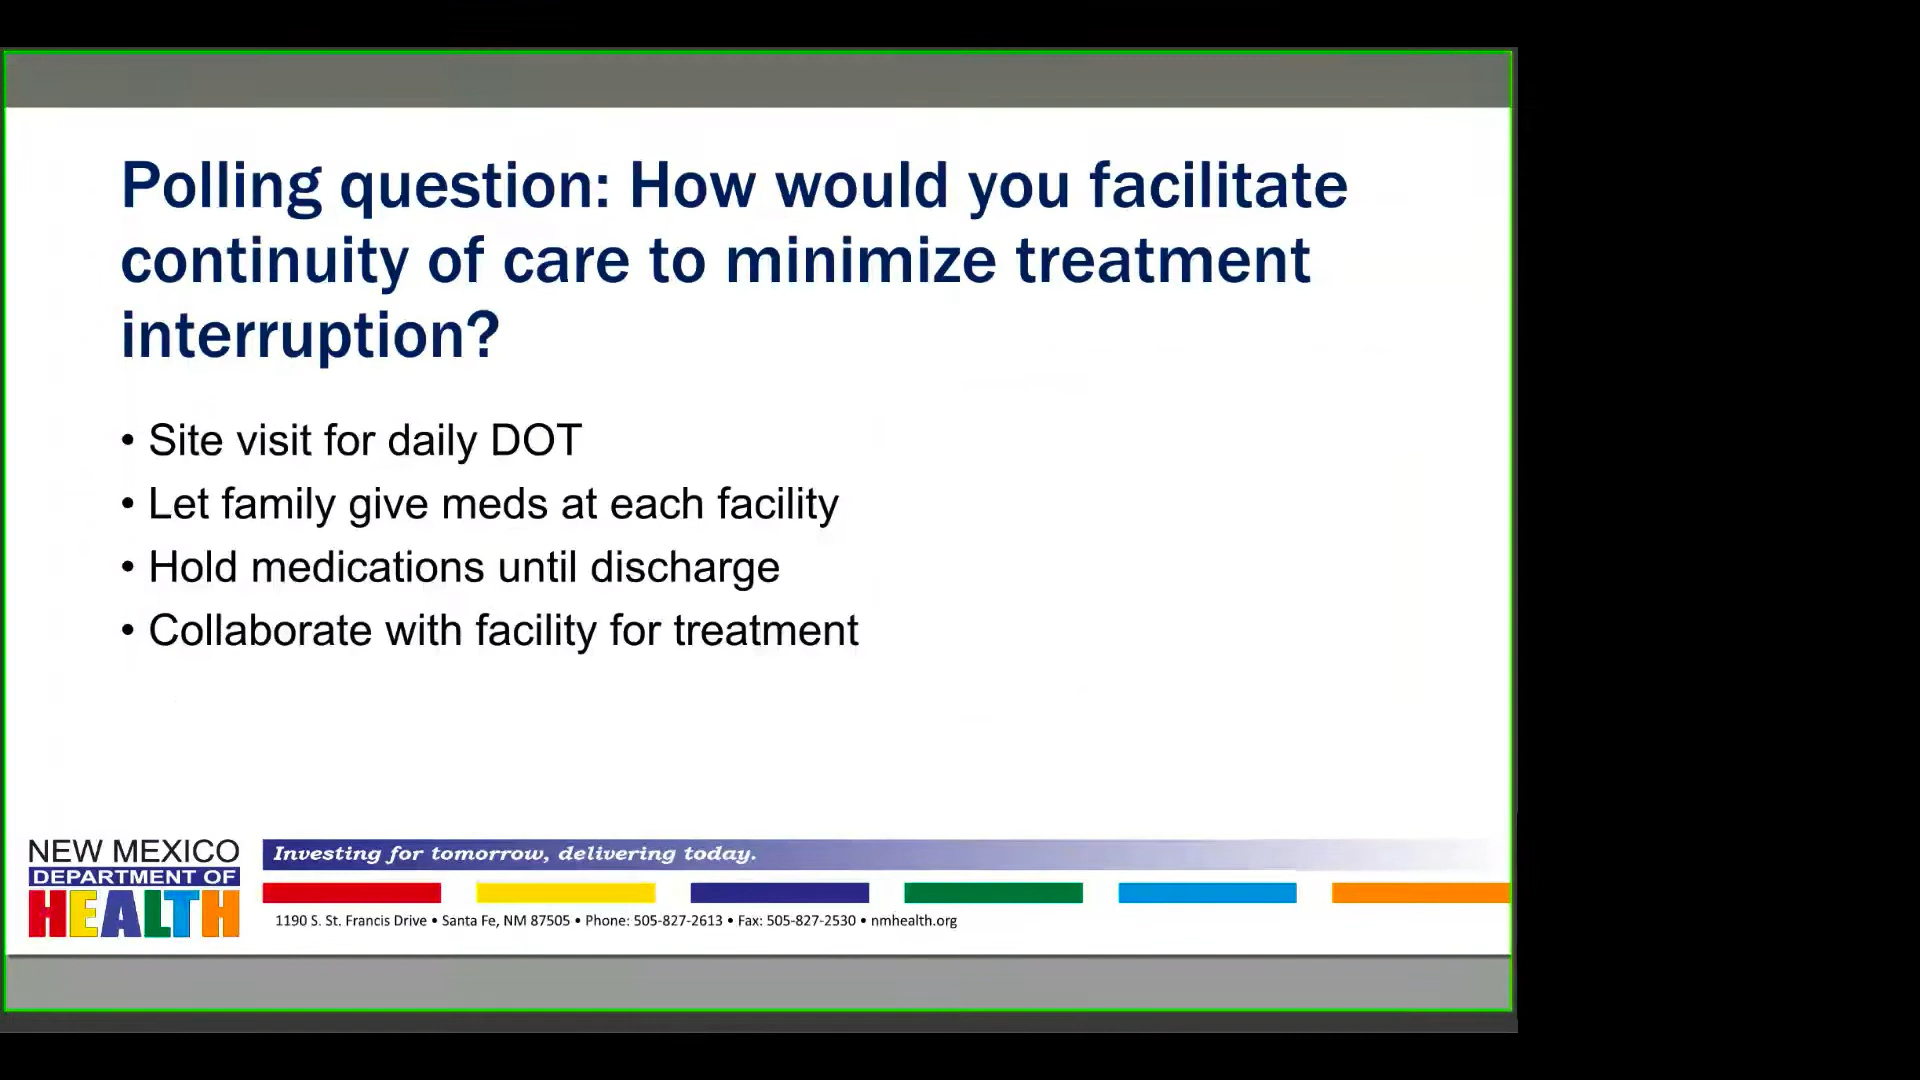 Polling question: How would you facilitate
continuity of care to minimize treatment
interruption?
• Site visit for daily DOT
• Let family give meds at each facility
• Hold medications until discharge
• Collaborate with facility for treatment
NEW MEXICO
DEPARTMENT OF
HEALTH
Investing for tomorrow, delivering today.
1190 S. St. Francis Drive • Santa Fe, NM 87505 • Phone: 505-827-2613 • Fax: 505-827-2530 • nmhealth.org